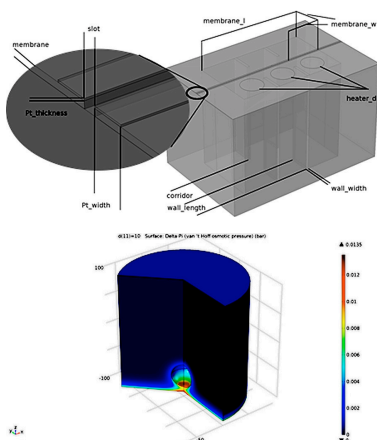 slot
membrane_l
membrane
membrane_w
heater_d
Pt_thickness
corridor
wall_width
wall_length
Pt_width
d(11)=10 Surface: Delta Pi (van 't Hoff osmotic pressure) (bar)
▲ 0.0135
100
0.012
0.01
0.008
0.006
-100
0.004
0.002
z
y x
0